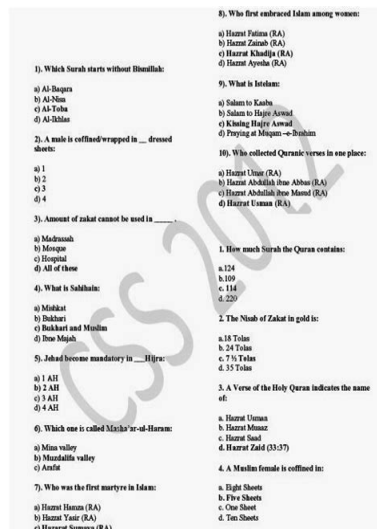 1). Which Surah starts without Bismillah:
a) Al-Baqara
b) Al-Nisa
c) Al-Toba
d) Al-Ikhlas
2). A male is coffined/wrapped in __ dressed
sheets:
a) 1
b) 2
c) 3
d) 4
3). Amount of zakat cannot be used in _____ .
a) Madrassah
b) Mosque
c) Hospital
d) All of these
4). What is Sahihain:
a) Mishkat
b) Bukhari
c) Bukhari and Muslim
d) Ibne Majah
5). Jehad become mandatory in ___Hijra:
a) 1 AH
b) 2 AH
c) 3 AH
d) 4 AH
6). Which one is called Masha'ar-ul-Haram:
a) Mina valley
b) Muzdalifa valley
c) Arafat
7). Who was the first martyre in Islam:
a) Hazrat Hamza (RA)
b) Hazrat Yasir (RA)
c) Hazarat Sumaya (RA)
8). Who first embraced Islam among women:
a) Hazrat Fatima (RA)
b) Hazrat Zainab (RA)
c) Hazrat Khadija (RA)
d) Hazrat Ayesha (RA)
9). What is Istelam:
a) Salam to Kaaba
b) Salam to Hajre Aswad
c) Kissing Hajre Aswad
d) Praying at Muqam –e-Ibrahim
10). Who collected Quranic verses in one place:
a) Hazrat Umar (RA)
b) Hazrat Abdullah ibne Abbas (RA)
c) Hazrat Abdullah ibne Masud (RA)
d) Hazrat Usman (RA)
1. How much Surah the Quran contains:
a.124
b.109
c. 114
d. 220
2. The Nisab of Zakat in gold is:
a.18 Tolas
b. 24 Tolas
c. 7 ½ Tolas
d. 35 Tolas
3. A Verse of the Holy Quran indicates the name
of:
a. Hazrat Usman
b. Hazrat Muaaz
c. Hazrat Saad
d. Hazrat Zaid (33:37)
4. A Muslim female is coffined in:
a. Eight Sheets
b. Five Sheets
c. One Sheet
d. Ten Sheets
CSS 2012